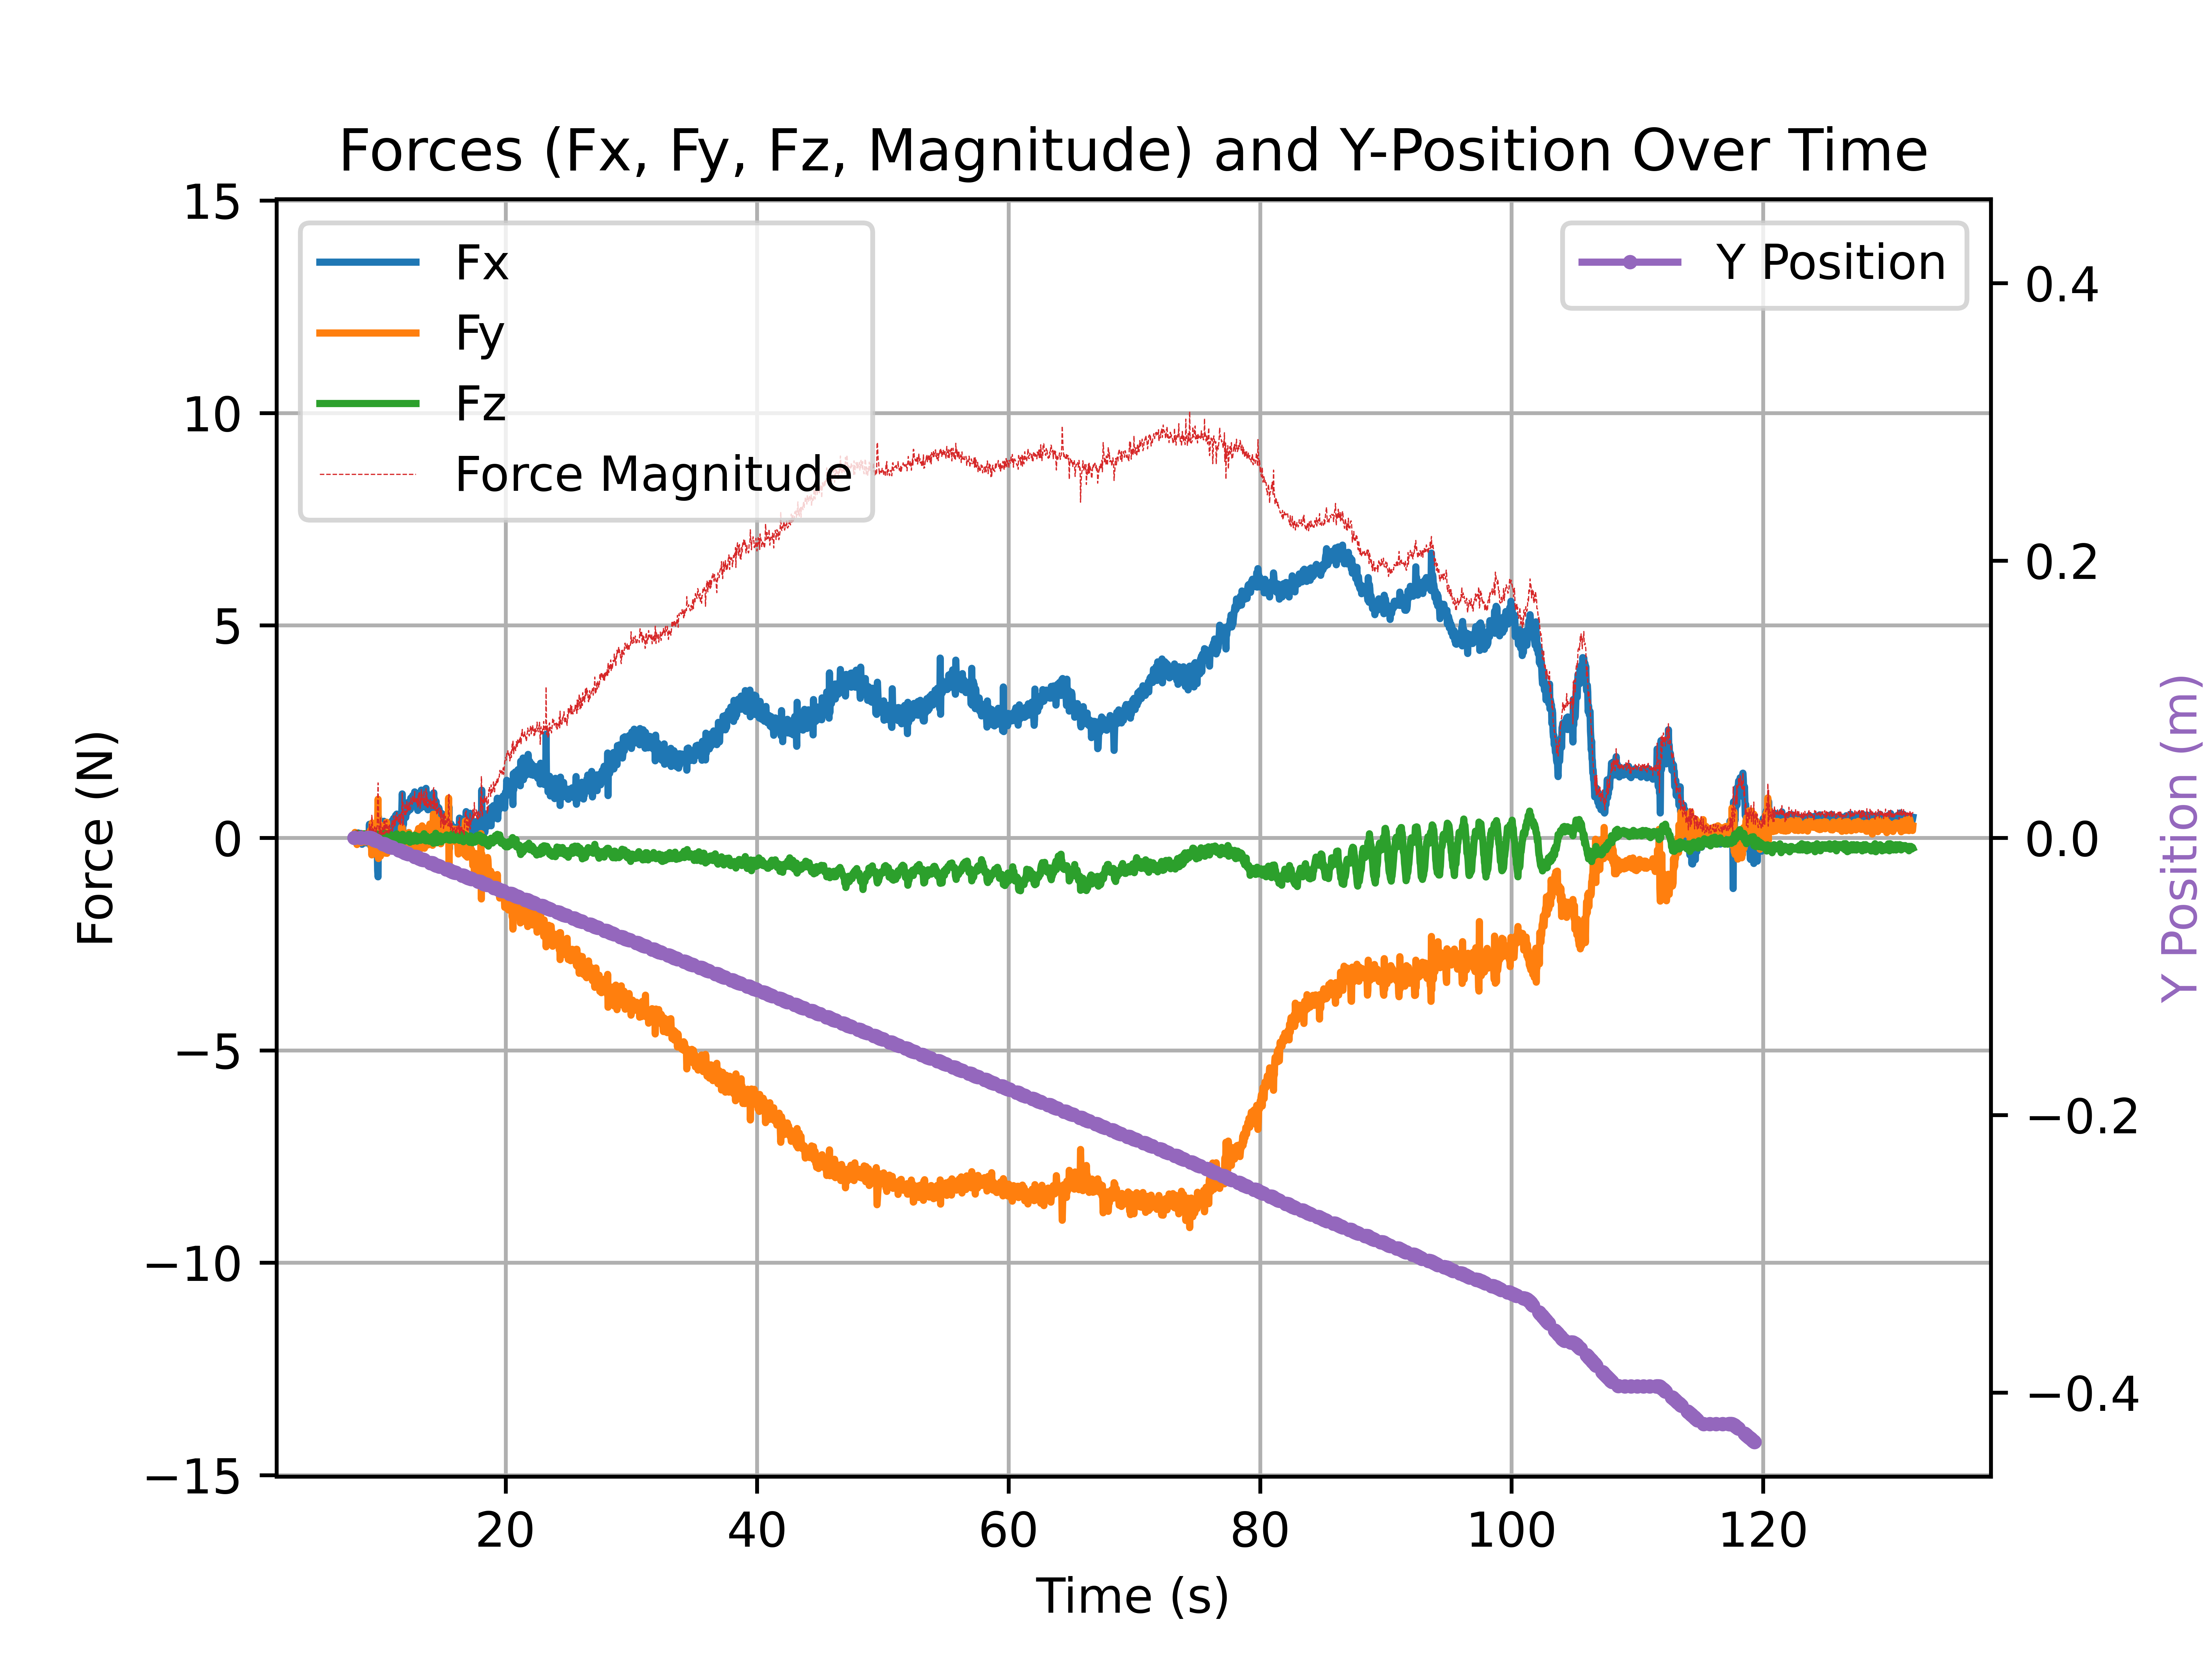 Forces (Fx, Fy, Fz, Magnitude) and Y-Position Over Time
Fx
Fy
Fz
Force Magnitude
Y Position
15
10
5
0
−5
−10
−15
Force (N)
0.4
0.2
0.0
−0.2
−0.4
Y Position (m)
20 40 60 80 100 120
Time (s)